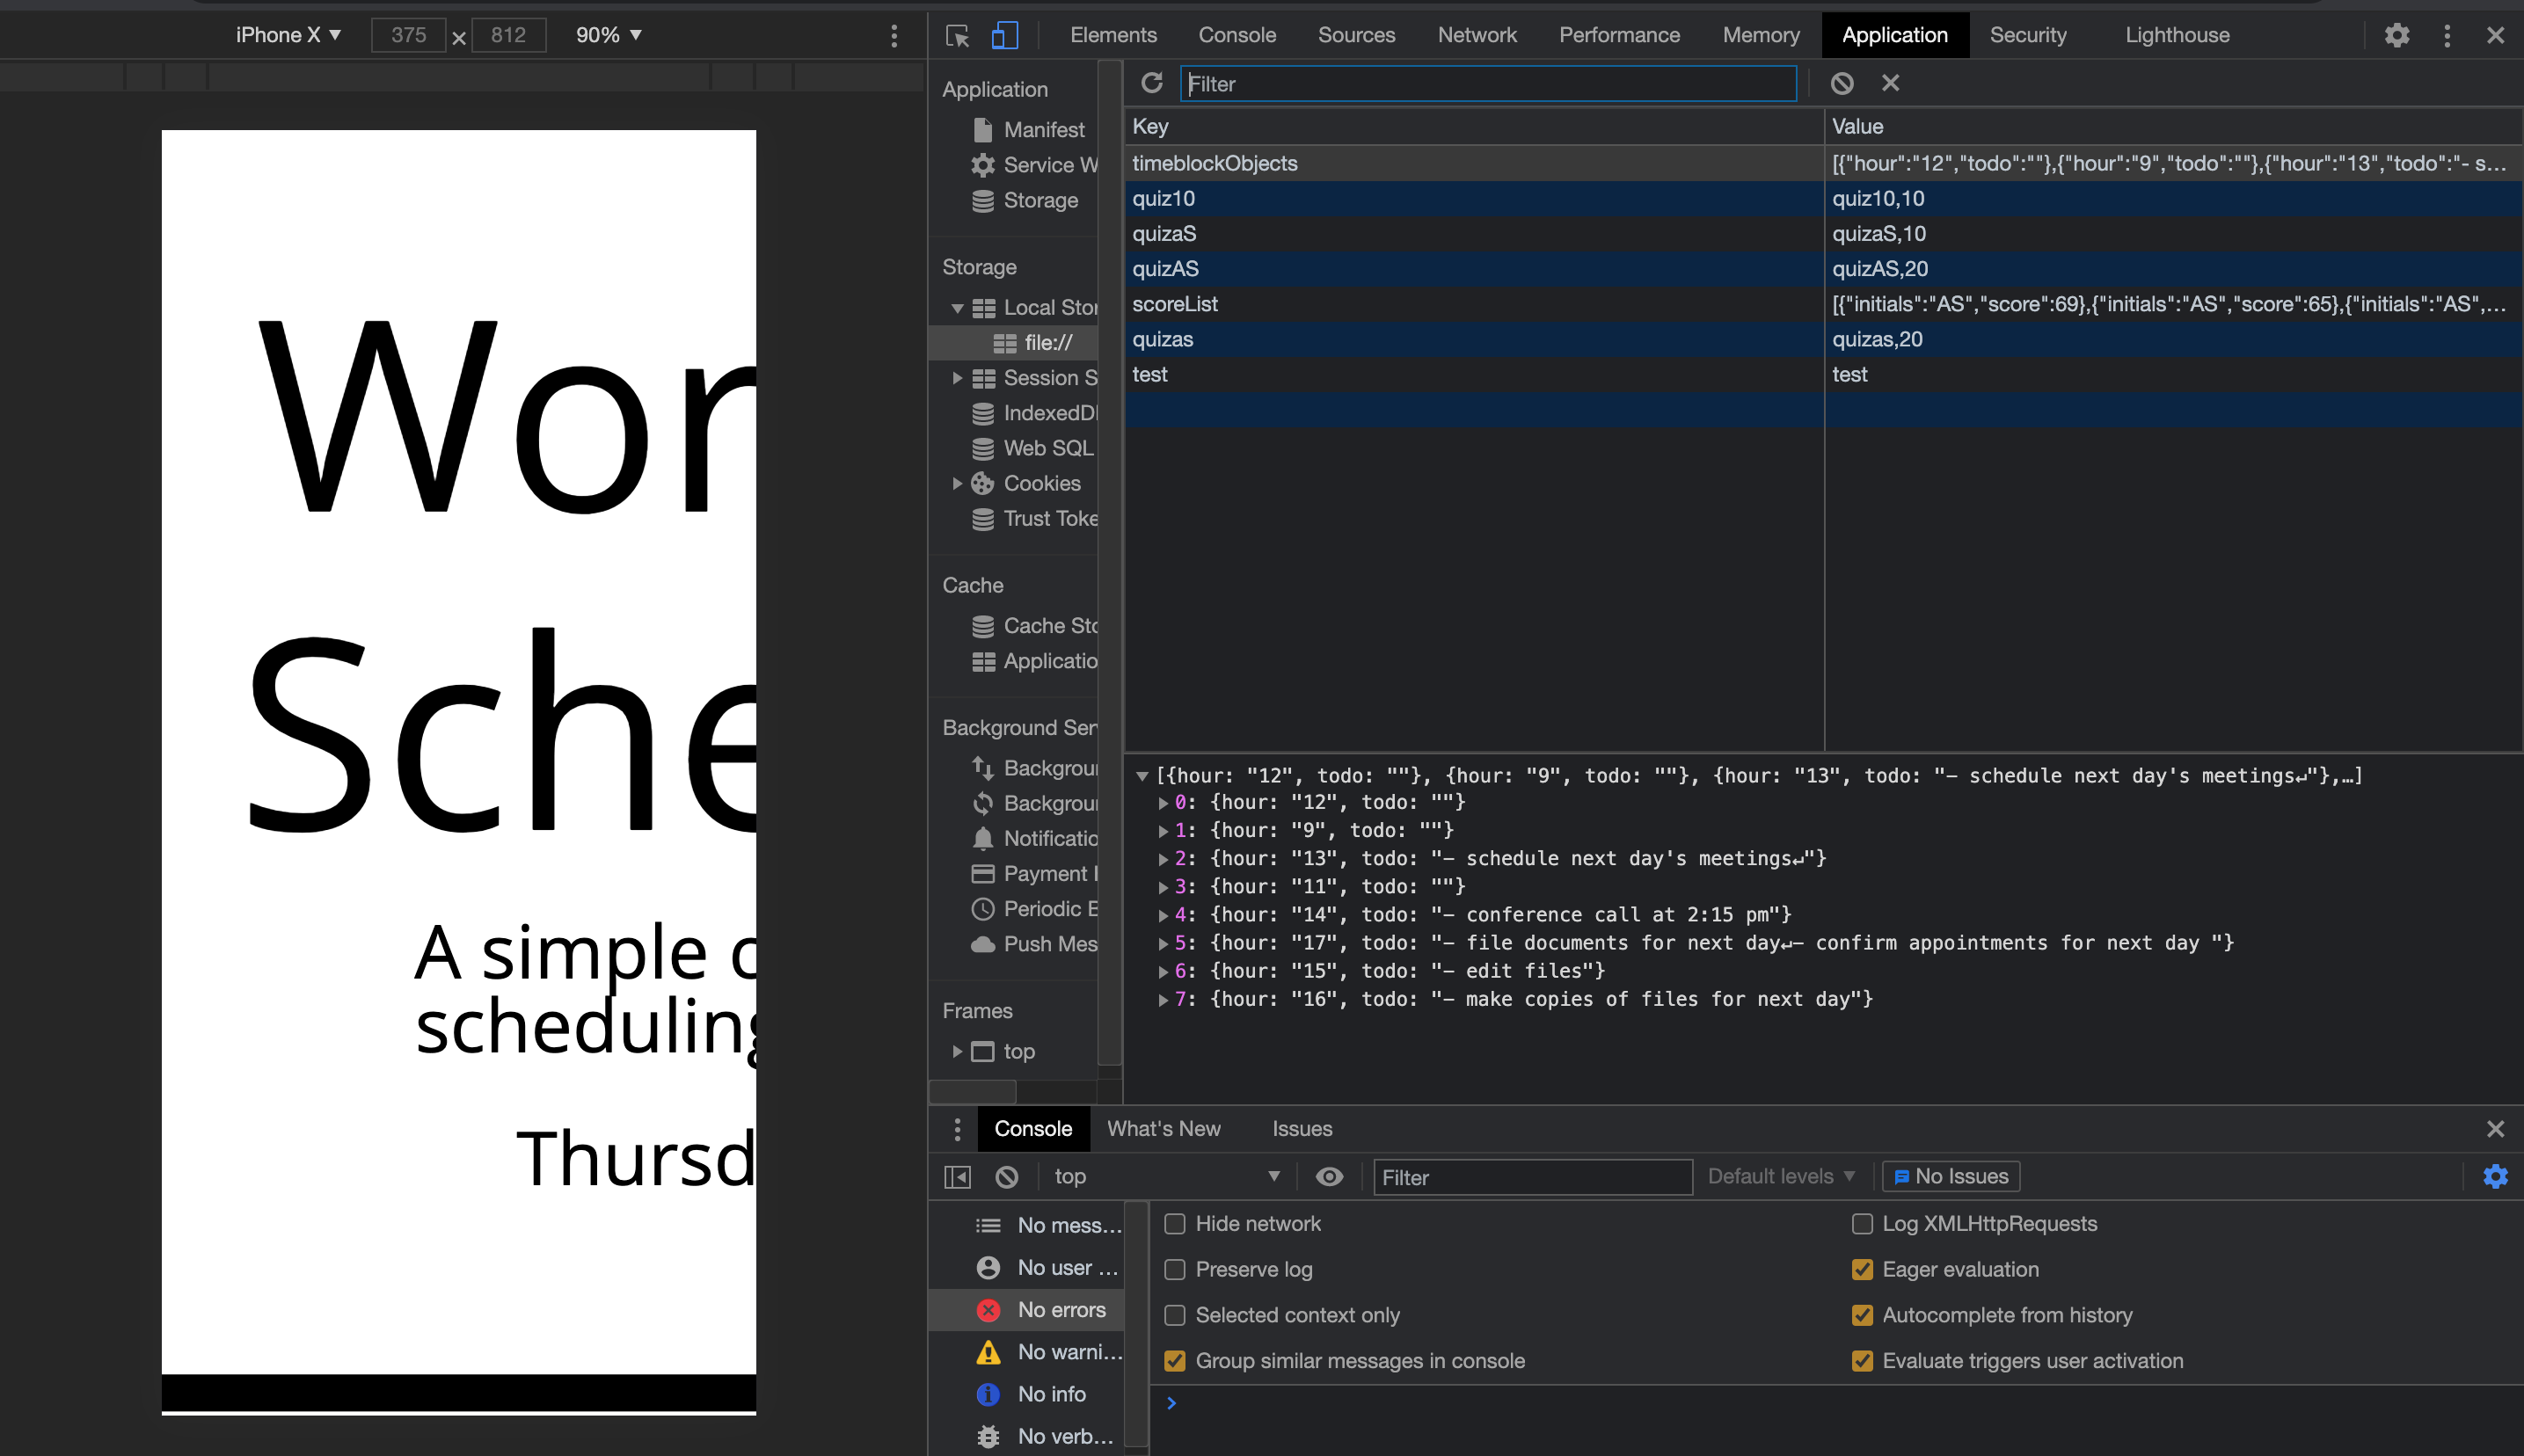 iPhone X ▼ 375 × 812 90% ▼
Elements Console Sources Network Performance Memory Application Security Lighthouse
Wor
Sche
A simple c
scheduling
Thursd
Application
Manifest
Service W
Storage
Storage
Local Stor
file://
Session S
IndexedD
Web SQL
Cookies
Trust Toke
Cache
Cache Sto
Applicatio
Background Ser
Backgrou
Backgrou
Notificatio
Payment
Periodic E
Push Mes
Frames
top
Filter
Key Value
timeblockObjects [{"hour":"12","todo":""},{"hour":"9","todo":""},{"hour":"13","todo":"- s…
quiz10 quiz10,10
quizaS quizaS,10
quizAS quizAS,20
scoreList [{"initials":"AS","score":69},{"initials":"AS","score":65},{"initials":"AS",…
quizas quizas,20
test test
▼[{hour: "12", todo: ""}, {hour: "9", todo: ""}, {hour: "13", todo: "– schedule next day's meetings↵"},…]
▶0: {hour: "12", todo: ""}
▶1: {hour: "9", todo: ""}
▶2: {hour: "13", todo: "– schedule next day's meetings↵"}
▶3: {hour: "11", todo: ""}
▶4: {hour: "14", todo: "– conference call at 2:15 pm"}
▶5: {hour: "17", todo: "– file documents for next day↵– confirm appointments for next day "}
▶6: {hour: "15", todo: "– edit files"}
▶7: {hour: "16", todo: "– make copies of files for next day"}
Console What's New Issues
top ▼ Filter Default levels ▼ No Issues
No mess…
No user …
No errors
No warni…
No info
No verb…
Hide network Log XMLHttpRequests
Preserve log Eager evaluation
Selected context only Autocomplete from history
Group similar messages in console Evaluate triggers user activation